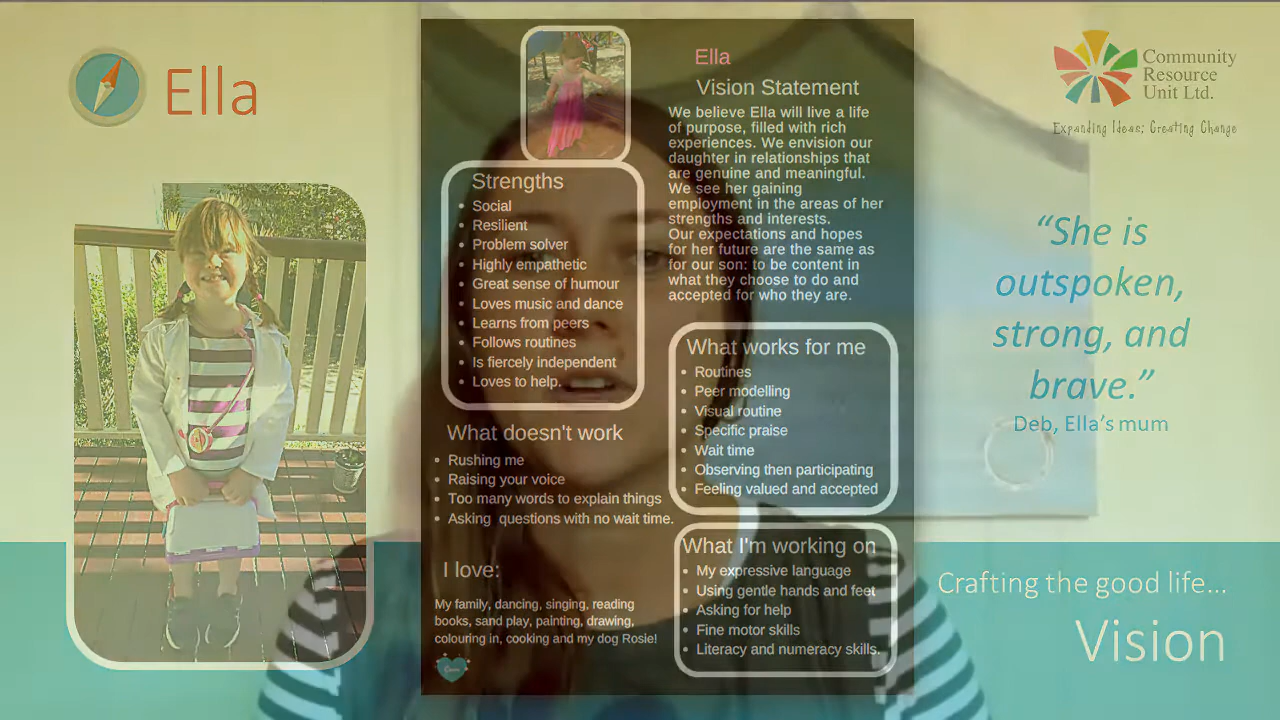 Ella
Ella
Vision Statement
We believe Ella will live a life
of purpose, filled with rich
experiences. We envision our
daughter in relationships that
are genuine and meaningful.
We see her gaining
employment in the areas of her
strengths and interests.
Our expectations and hopes
for her future are the same as
for our son: to be content in
what they choose to do and
accepted for who they are.
Strengths
• Social
• Resilient
• Problem solver
• Highly empathetic
• Great sense of humour
• Loves music and dance
• Learns from peers
• Follows routines
• Is fiercely independent
• Loves to help.
What works for me
• Routines
• Peer modelling
• Visual routine
• Specific praise
• Wait time
• Observing then participating
• Feeling valued and accepted
What doesn't work
• Rushing me
• Raising your voice
• Too many words to explain things
• Asking questions with no wait time.
What I'm working on
• My expressive language
• Using gentle hands and feet
• Asking for help
• Fine motor skills
• Literacy and numeracy skills.
I love:
My family, dancing, singing, reading
books, sand play, painting, drawing,
colouring in, cooking and my dog Rosie!
Community
Resource
Unit Ltd.
Expanding Ideas; Creating Change
“She is
outspoken,
strong, and
brave.”
Deb, Ella’s mum
Crafting the good life...
Vision